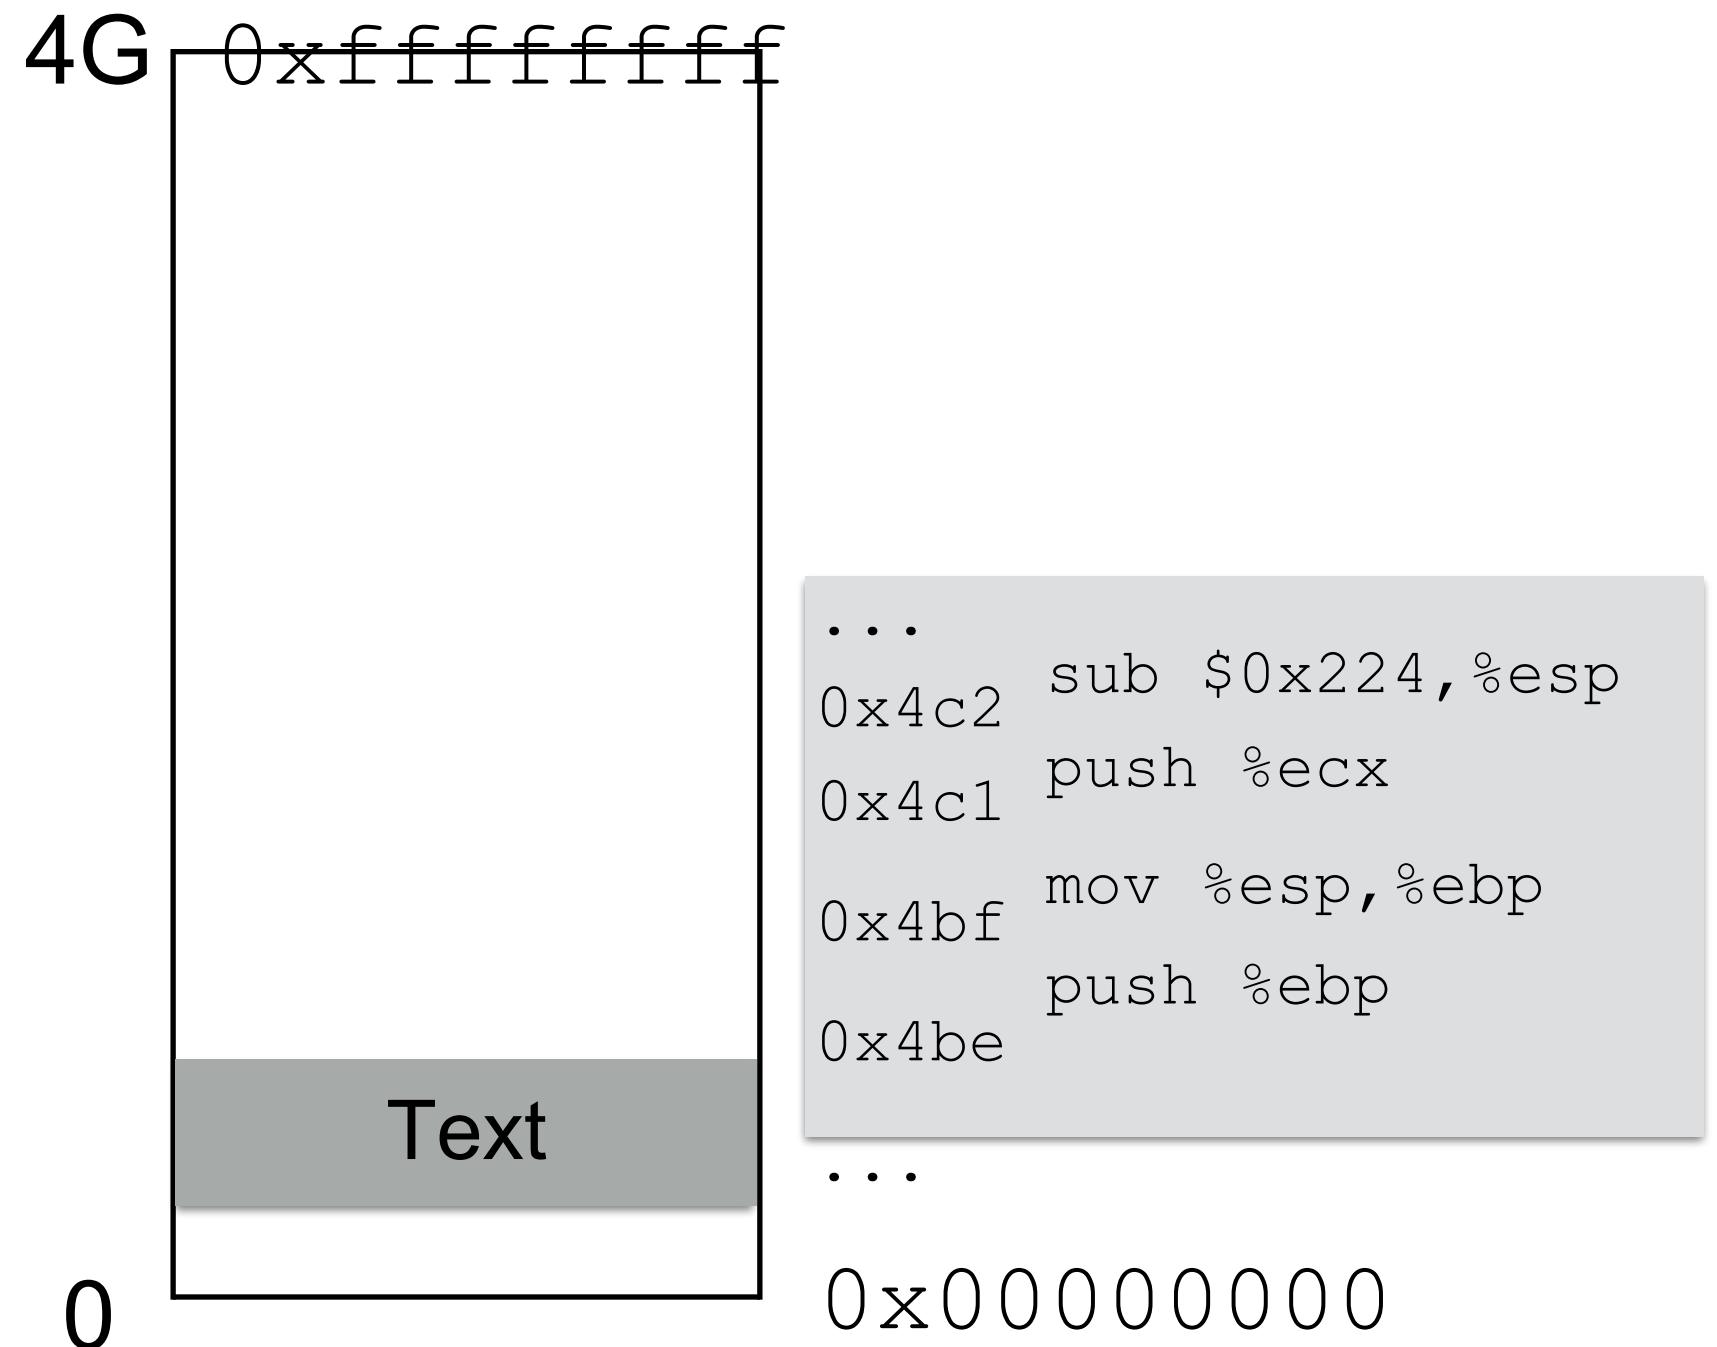 4G 0xffffffff
...
0x4c2 sub $0x224,%esp
0x4c1 push %ecx
0x4bf mov %esp,%ebp
0x4be push %ebp
Text
...
0 0x00000000